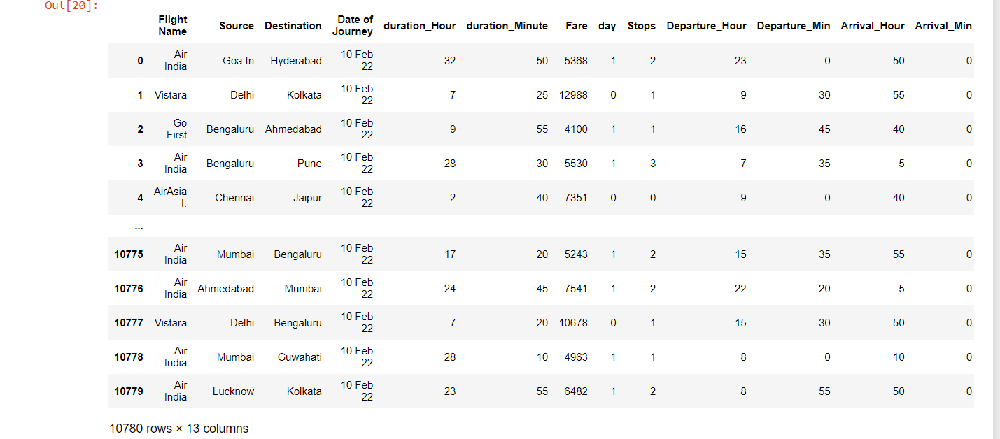 Out[20]:
Flight Name Source Destination Date of Journey duration_Hour duration_Minute Fare day Stops Departure_Hour Departure_Min Arrival_Hour Arrival_Min
0 Air India Goa In Hyderabad 10 Feb 22 32 50 5368 1 2 23 0 50 0
1 Vistara Delhi Kolkata 10 Feb 22 7 25 12988 0 1 9 30 55 0
2 Go First Bengaluru Ahmedabad 10 Feb 22 9 55 4100 1 1 16 45 40 0
3 Air India Bengaluru Pune 10 Feb 22 28 30 5530 1 3 7 35 5 0
4 AirAsia I. Chennai Jaipur 10 Feb 22 2 40 7351 0 0 9 0 40 0
... ... ... ... ... ... ... ... ... ... ... ... ... ...
10775 Air India Mumbai Bengaluru 10 Feb 22 17 20 5243 1 2 15 35 55 0
10776 Air India Ahmedabad Mumbai 10 Feb 22 24 45 7541 1 2 22 20 5 0
10777 Vistara Delhi Bengaluru 10 Feb 22 7 20 10678 0 1 15 30 50 0
10778 Air India Mumbai Guwahati 10 Feb 22 28 10 4963 1 1 8 0 10 0
10779 Air India Lucknow Kolkata 10 Feb 22 23 55 6482 1 2 8 55 50 0
10780 rows × 13 columns